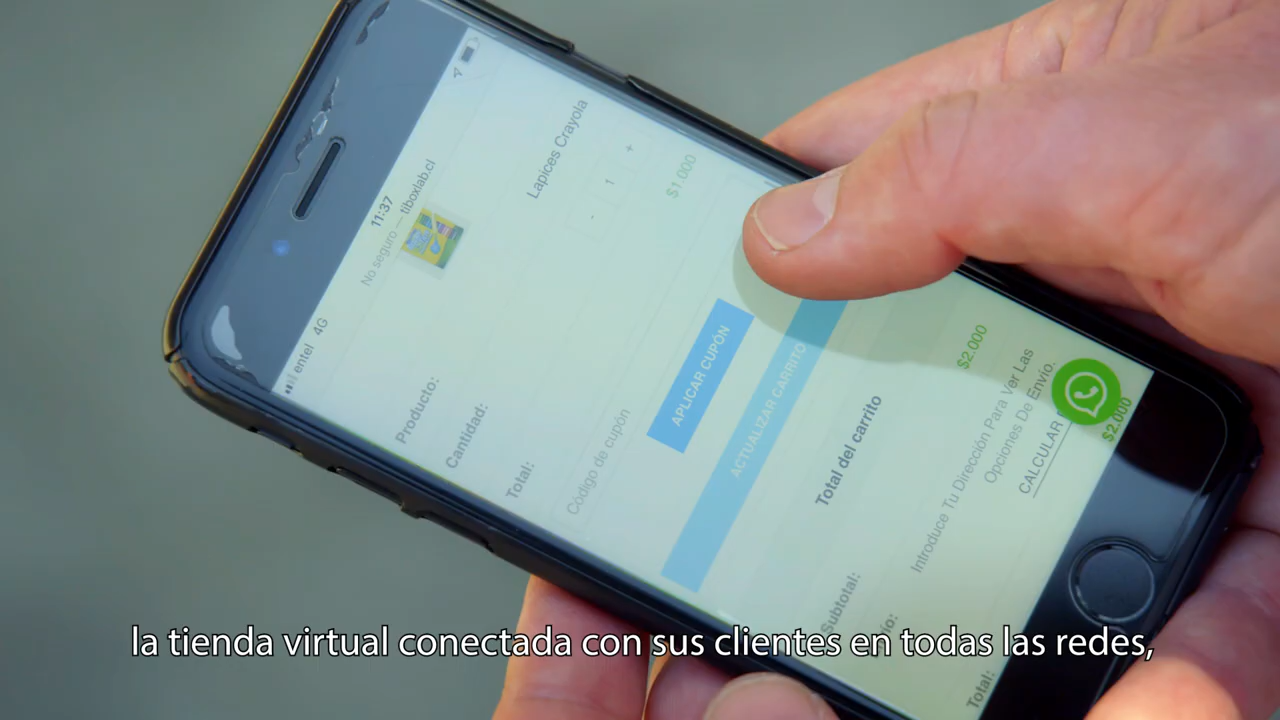 entel 4G
11:37
No seguro — tiboxlab.cl
Producto:
Lapices Crayola
Cantidad:
- 1 +
Total:
$1.000
Código de cupón
APLICAR CUPÓN
ACTUALIZAR CARRITO
Total del carrito
Subtotal:
$2.000
Introduce Tu Dirección Para Ver Las
Opciones De Envío.
CALCULAR
Total:
$2.000
la tienda virtual conectada con sus clientes en todas las redes,